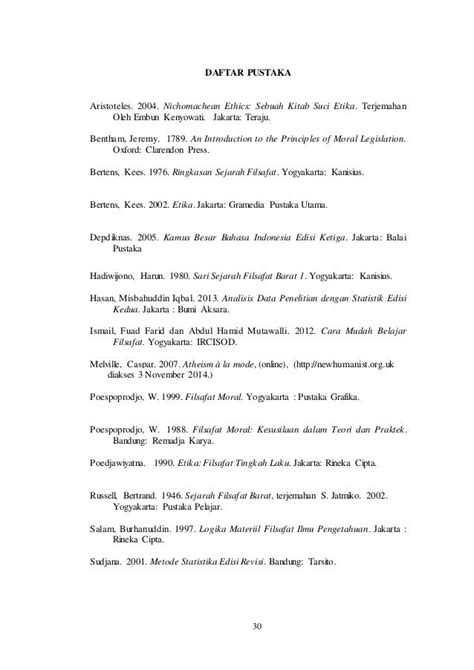 DAFTAR PUSTAKA
Aristoteles. 2004. Nichomachean Ethics: Sebuah Kitab Suci Etika. Terjemahan
Oleh Embun Kenyowati. Jakarta: Teraju.
Bentham, Jeremy. 1789. An Introduction to the Principles of Moral Legislation.
Oxford: Clarendon Press.
Bertens, Kees. 1976. Ringkasan Sejarah Filsafat. Yogyakarta: Kanisius.
Bertens, Kees. 2002. Etika. Jakarta: Gramedia Pustaka Utama.
Depdiknas. 2005. Kamus Besar Bahasa Indonesia Edisi Ketiga. Jakarta: Balai
Pustaka
Hadiwijono, Harun. 1980. Sari Sejarah Filsafat Barat 1. Yogyakarta: Kanisius.
Hasan, Misbahuddin Iqbal. 2013. Analisis Data Penelitian dengan Statistik Edisi
Kedua. Jakarta : Bumi Aksara.
Ismail, Fuad Farid dan Abdul Hamid Mutawalli. 2012. Cara Mudah Belajar
Filsafat. Yogyakarta: IRCISOD.
Melville, Caspar. 2007. Atheism à la mode, (online), (http://newhumanist.org.uk
diakses 3 November 2014.)
Poespoprodjo, W. 1999. Filsafat Moral. Yogyakarta : Pustaka Grafika.
Poespoprodjo, W. 1988. Filsafat Moral: Kesusilaan dalam Teori dan Praktek.
Bandung: Remadja Karya.
Poedjawiyatna. 1990. Etika: Filsafat Tingkah Laku. Jakarta: Rineka Cipta.
Russell, Bertrand. 1946. Sejarah Filsafat Barat, terjemahan S. Jatmiko. 2002.
Yogyakarta: Pustaka Pelajar.
Salam, Burhanuddin. 1997. Logika Materiil Filsafat Ilmu Pengetahuan. Jakarta :
Rineka Cipta.
Sudjana. 2001. Metode Statistika Edisi Revisi. Bandung: Tarsito.
30